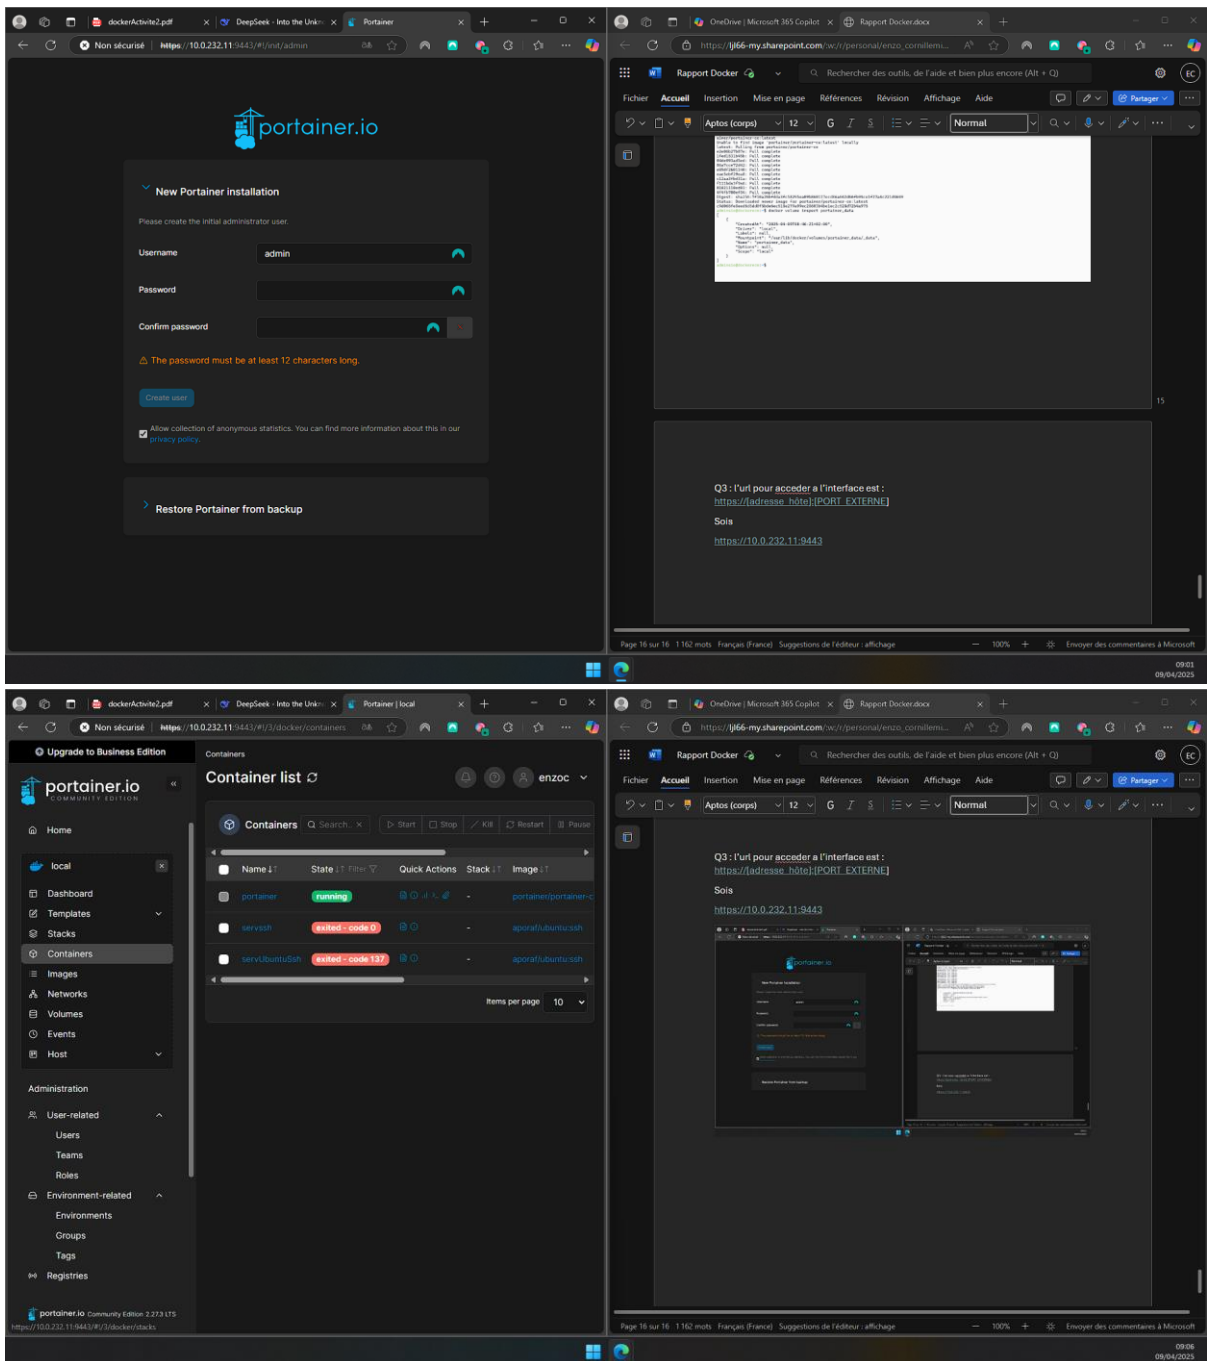 dockerActivite2.pdf
DeepSeek - Into the Unkn
Portainer
Non sécurisé
https://10.0.232.11:9443/#!/init/admin
portainer.io
New Portainer installation
Please create the initial administrator user.
Username
admin
Password
Confirm password
The password must be at least 12 characters long.
Create user
Allow collection of anonymous statistics. You can find more information about this in our
privacy policy.
Restore Portainer from backup
OneDrive | Microsoft 365 Copilot
Rapport Docker.docx
https://ljl66-my.sharepoint.com/:w:/r/personal/enzo_cornillemi...
Rapport Docker
Rechercher des outils, de l'aide et bien plus encore (Alt + Q)
EC
Fichier Accueil Insertion Mise en page Références Révision Affichage Aide
Partager
Aptos (corps) 12 G I S Normal
15
Q3 : l'url pour acceder a l'interface est :
https://[adresse_hôte]:[PORT_EXTERNE]
Sois
https://10.0.232.11:9443
Page 16 sur 16 1 162 mots Français (France) Suggestions de l'éditeur : affichage
100%
Envoyer des commentaires à Microsoft
09:01
09/04/2025
dockerActivite2.pdf
DeepSeek - Into the Unkn
Portainer | local
Non sécurisé
https://10.0.232.11:9443/#!/3/docker/containers
Upgrade to Business Edition
portainer.io
COMMUNITY EDITION
Home
local
Dashboard
Templates
Stacks
Containers
Images
Networks
Volumes
Events
Host
Administration
User-related
Users
Teams
Roles
Environment-related
Environments
Groups
Tags
Registries
portainer.io Community Edition 2.27.3 LTS
https://10.0.232.11:9443/#!/3/docker/stacks
Containers
Container list
enzoc
Containers
Search...
Start Stop Kill Restart Pause
Name State Filter Quick Actions Stack Image
portainer running - portainer/portainer-c
servssh exited - code 0 - aporaf/ubuntu:ssh
servUbuntuSsh exited - code 137 - aporaf/ubuntu:ssh
Items per page 10
OneDrive | Microsoft 365 Copilot
Rapport Docker.docx
https://ljl66-my.sharepoint.com/:w:/r/personal/enzo_cornillemi...
Rapport Docker
Rechercher des outils, de l'aide et bien plus encore (Alt + Q)
EC
Fichier Accueil Insertion Mise en page Références Révision Affichage Aide
Partager
Aptos (corps) 12 G I S Normal
Q3 : l'url pour acceder a l'interface est :
https://[adresse_hôte]:[PORT_EXTERNE]
Sois
https://10.0.232.11:9443
portainer.io
Page 16 sur 16 1 162 mots Français (France) Suggestions de l'éditeur : affichage
100%
Envoyer des commentaires à Microsoft
09:06
09/04/2025